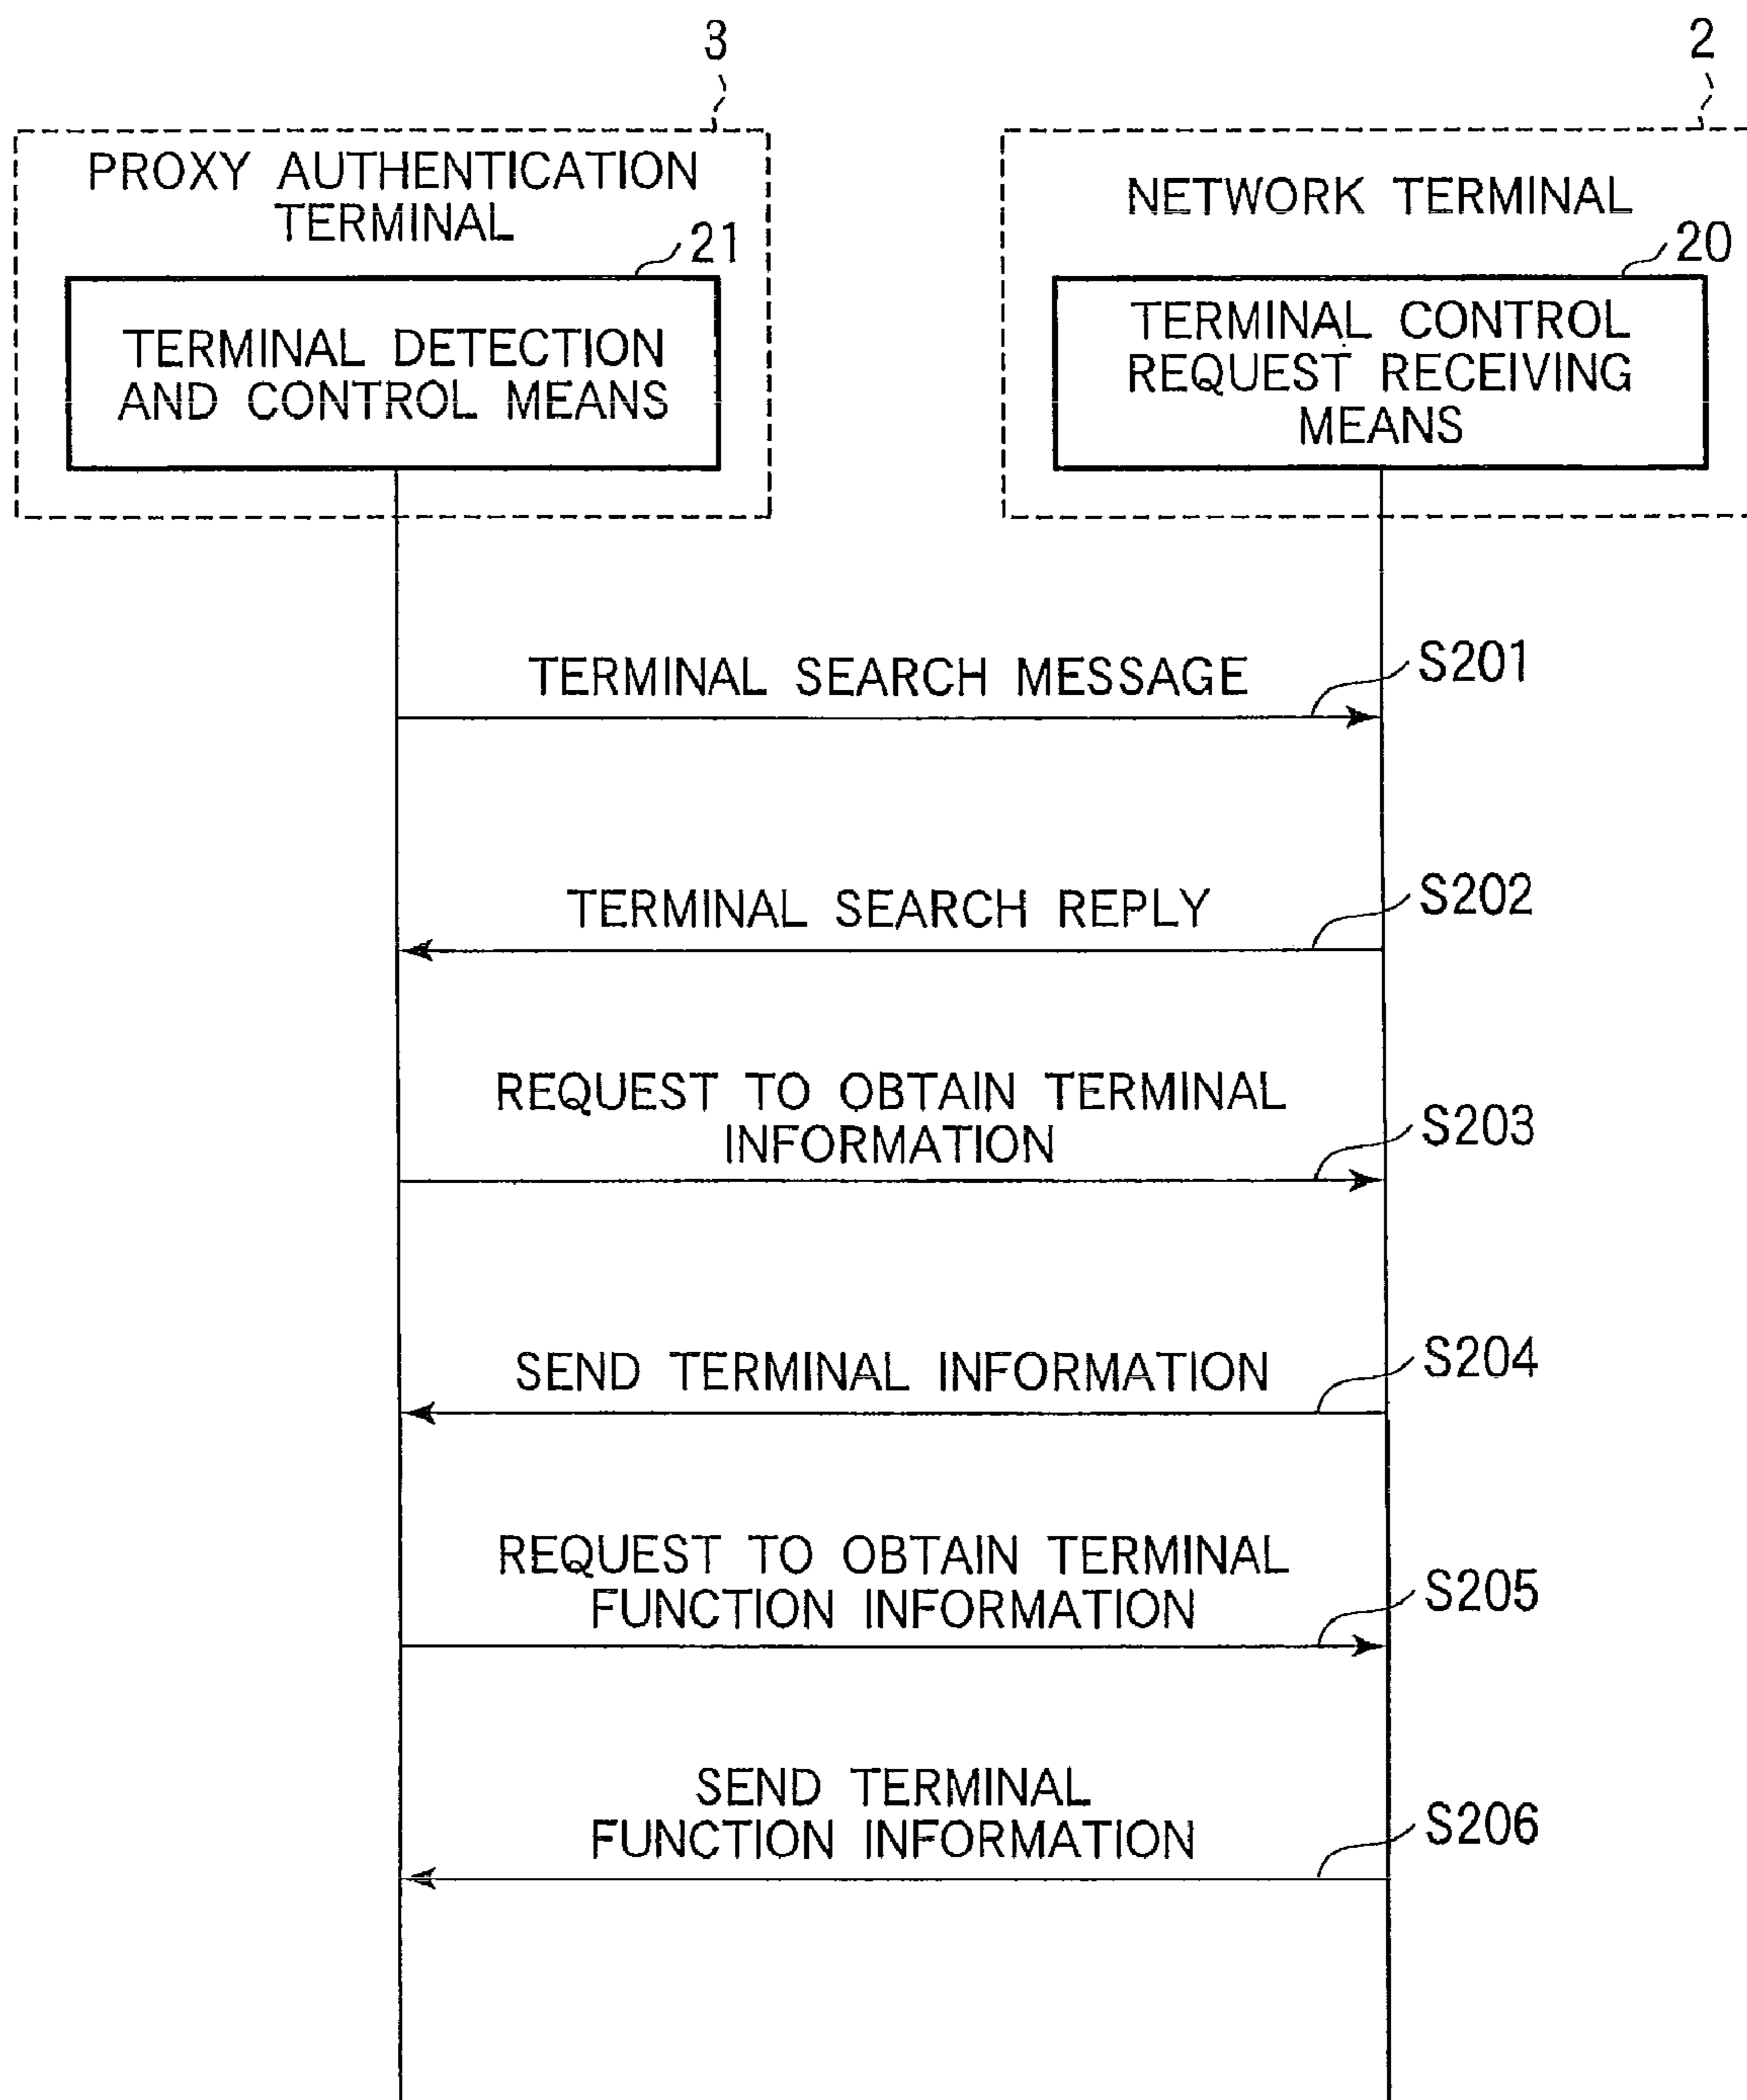 3
2
PROXY AUTHENTICATION
TERMINAL
21
TERMINAL DETECTION
AND CONTROL MEANS
NETWORK TERMINAL
20
TERMINAL CONTROL
REQUEST RECEIVING
MEANS
TERMINAL SEARCH MESSAGE
S201
TERMINAL SEARCH REPLY
S202
REQUEST TO OBTAIN TERMINAL
INFORMATION
S203
SEND TERMINAL INFORMATION
S204
REQUEST TO OBTAIN TERMINAL
FUNCTION INFORMATION
S205
SEND TERMINAL
FUNCTION INFORMATION
S206